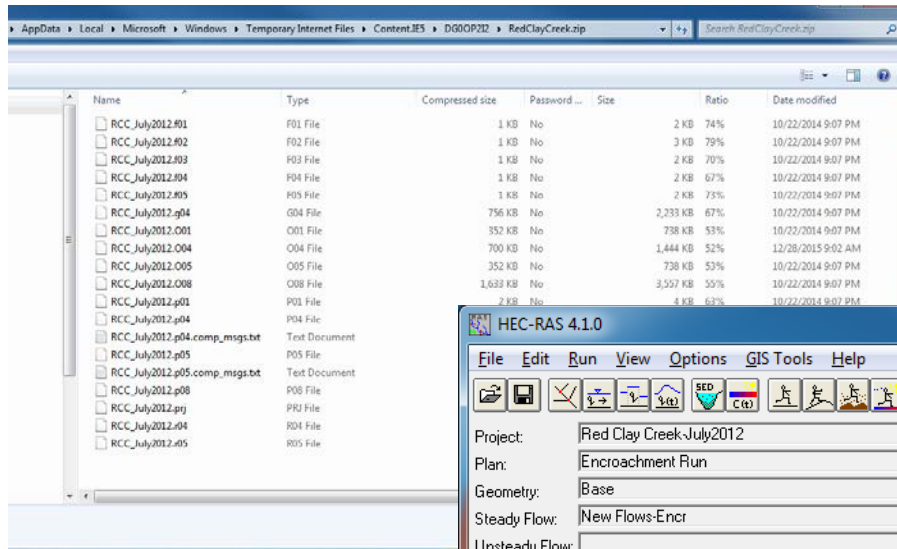 AppData ▸ Local ▸ Microsoft ▸ Windows ▸ Temporary Internet Files ▸ Content.IE5 ▸ DG0OP2I2 ▸ RedClayCreek.zip Search RedClayCreek.zip
Name Type Compressed size Password ... Size Ratio Date modified
RCC_July2012.f01 F01 File 1 KB No 2 KB 74% 10/22/2014 9:07 PM
RCC_July2012.f02 F02 File 1 KB No 3 KB 79% 10/22/2014 9:07 PM
RCC_July2012.f03 F03 File 1 KB No 2 KB 70% 10/22/2014 9:07 PM
RCC_July2012.f04 F04 File 1 KB No 2 KB 67% 10/22/2014 9:07 PM
RCC_July2012.f05 F05 File 1 KB No 2 KB 73% 10/22/2014 9:07 PM
RCC_July2012.g04 G04 File 756 KB No 2,233 KB 67% 10/22/2014 9:07 PM
RCC_July2012.O01 O01 File 352 KB No 738 KB 53% 10/22/2014 9:07 PM
RCC_July2012.O04 O04 File 700 KB No 1,444 KB 52% 12/28/2015 9:02 AM
RCC_July2012.O05 O05 File 352 KB No 738 KB 53% 10/22/2014 9:07 PM
RCC_July2012.O08 O08 File 1,633 KB No 3,557 KB 55% 10/22/2014 9:07 PM
RCC_July2012.p01 P01 File 2 KB No 4 KB 63% 10/22/2014 9:07 PM
RCC_July2012.p04 P04 File
RCC_July2012.p04.comp_msgs.txt Text Document
RCC_July2012.p05 P05 File
RCC_July2012.p05.comp_msgs.txt Text Document
RCC_July2012.p08 P08 File
RCC_July2012.prj PRJ File
RCC_July2012.r04 R04 File
RCC_July2012.r05 R05 File
HEC-RAS 4.1.0
File Edit Run View Options GIS Tools Help
SED C(t)
Project: Red Clay Creek-July2012
Plan: Encroachment Run
Geometry: Base
Steady Flow: New Flows-Encr
Unsteady Flow: